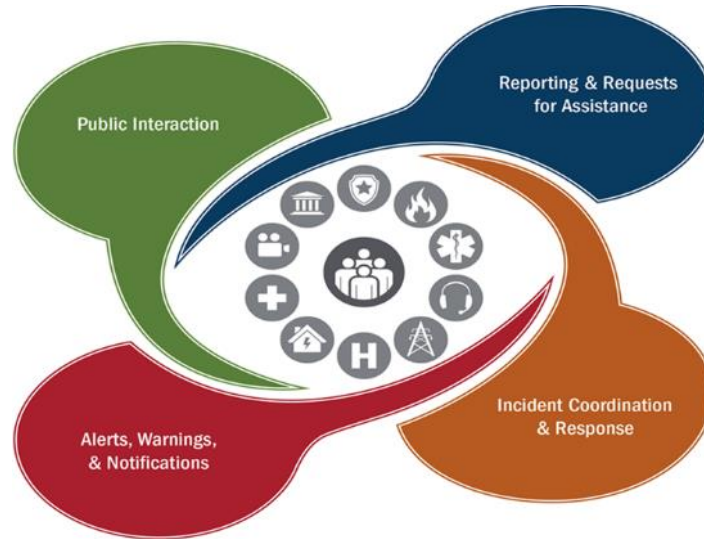 Public Interaction
Reporting & Requests
for Assistance
Alerts, Warnings,
& Notifications
Incident Coordination
& Response
H